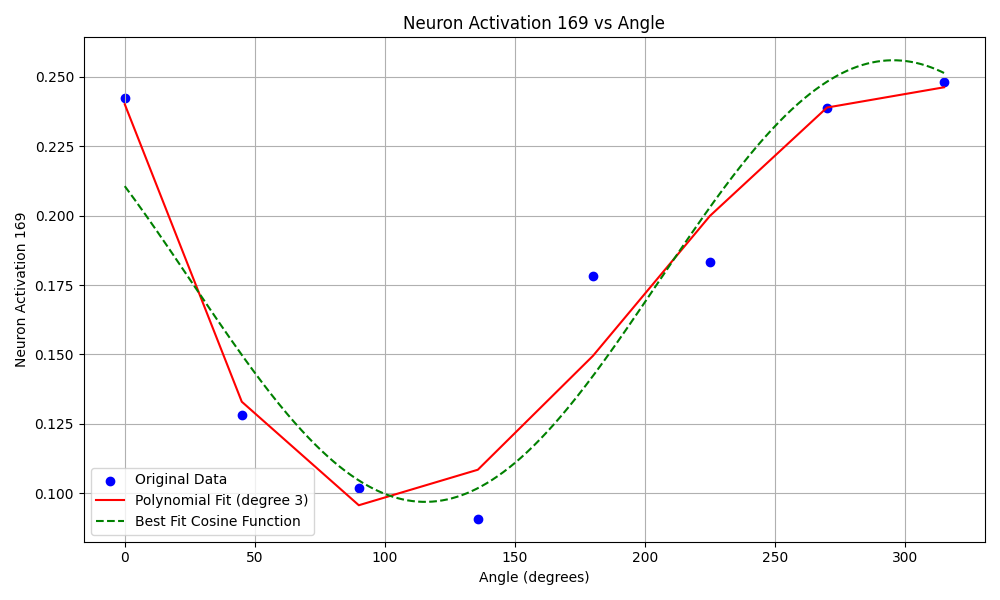 Neuron Activation 169 vs Angle
Neuron Activation 169
0.250
0.225
0.200
0.175
0.150
0.125
0.100
Original Data
Polynomial Fit (degree 3)
Best Fit Cosine Function
0
50
100
150
200
250
300
Angle (degrees)